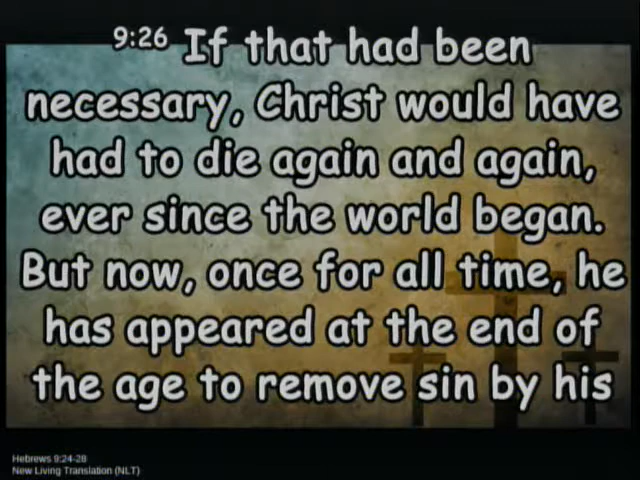 9:26 If that had been
necessary, Christ would have
had to die again and again,
ever since the world began.
But now, once for all time, he
has appeared at the end of
the age to remove sin by his
Hebrews 9:24-28
New Living Translation (NLT)